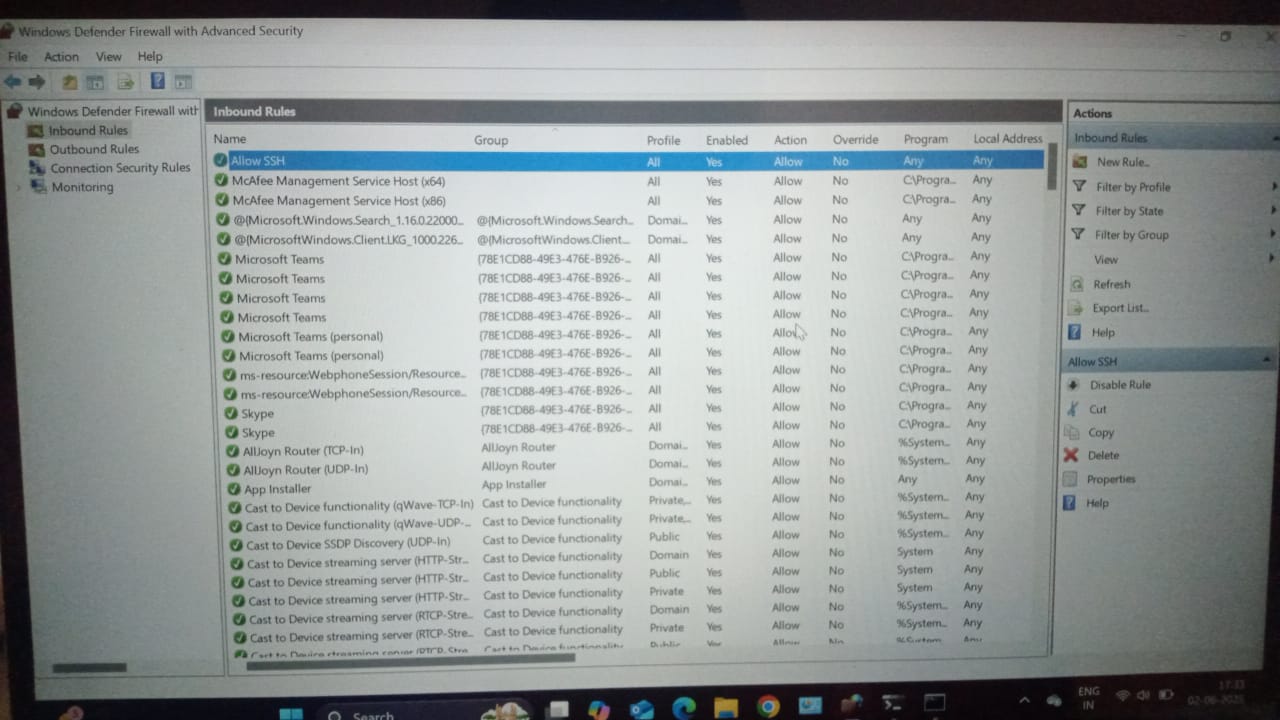 Windows Defender Firewall with Advanced Security
File Action View Help
Windows Defender Firewall with
Inbound Rules
Outbound Rules
Connection Security Rules
Monitoring
Inbound Rules
Name Group Profile Enabled Action Override Program Local Address
Allow SSH All Yes Allow No Any Any
McAfee Management Service Host (x64) All Yes Allow No C:\Progra... Any
McAfee Management Service Host (x86) All Yes Allow No C:\Progra... Any
@{Microsoft.Windows.Search_1.16.0.22000... @{Microsoft.Windows.Search... Domai... Yes Allow No Any Any
@{MicrosoftWindows.Client.LKG_1000.226... @{MicrosoftWindows.Client.... Domai... Yes Allow No Any Any
Microsoft Teams {78E1CD88-49E3-476E-B926-... All Yes Allow No C:\Progra... Any
Microsoft Teams {78E1CD88-49E3-476E-B926-... All Yes Allow No C:\Progra... Any
Microsoft Teams {78E1CD88-49E3-476E-B926-... All Yes Allow No C:\Progra... Any
Microsoft Teams {78E1CD88-49E3-476E-B926-... All Yes Allow No C:\Progra... Any
Microsoft Teams (personal) {78E1CD88-49E3-476E-B926-... All Yes Allow No C:\Progra... Any
Microsoft Teams (personal) {78E1CD88-49E3-476E-B926-... All Yes Allow No C:\Progra... Any
ms-resource:WebphoneSession/Resource... {78E1CD88-49E3-476E-B926-... All Yes Allow No C:\Progra... Any
ms-resource:WebphoneSession/Resource... {78E1CD88-49E3-476E-B926-... All Yes Allow No C:\Progra... Any
Skype {78E1CD88-49E3-476E-B926-... All Yes Allow No C:\Progra... Any
Skype {78E1CD88-49E3-476E-B926-... All Yes Allow No C:\Progra... Any
AllJoyn Router (TCP-In) AllJoyn Router Domai... Yes Allow No %System... Any
AllJoyn Router (UDP-In) AllJoyn Router Domai... Yes Allow No %System... Any
App Installer App Installer Domai... Yes Allow No Any Any
Cast to Device functionality (qWave-TCP-In) Cast to Device functionality Private,... Yes Allow No %System... Any
Cast to Device functionality (qWave-UDP-... Cast to Device functionality Private,... Yes Allow No %System... Any
Cast to Device SSDP Discovery (UDP-In) Cast to Device functionality Public Yes Allow No %System... Any
Cast to Device streaming server (HTTP-Str... Cast to Device functionality Domain Yes Allow No System Any
Cast to Device streaming server (HTTP-Str... Cast to Device functionality Public Yes Allow No System Any
Cast to Device streaming server (HTTP-Str... Cast to Device functionality Private Yes Allow No System Any
Cast to Device streaming server (RTCP-Stre... Cast to Device functionality Domain Yes Allow No %System... Any
Cast to Device streaming server (RTCP-Stre... Cast to Device functionality Private Yes Allow No %System... Any
Cast to Device streaming server (RTCP-Stre... Cast to Device functionality Public Yes Allow No %System... Any
Actions
Inbound Rules
New Rule...
Filter by Profile
Filter by State
Filter by Group
View
Refresh
Export List...
Help
Allow SSH
Disable Rule
Cut
Copy
Delete
Properties
Help
Search
ENG
IN
17:33
02-06-2025